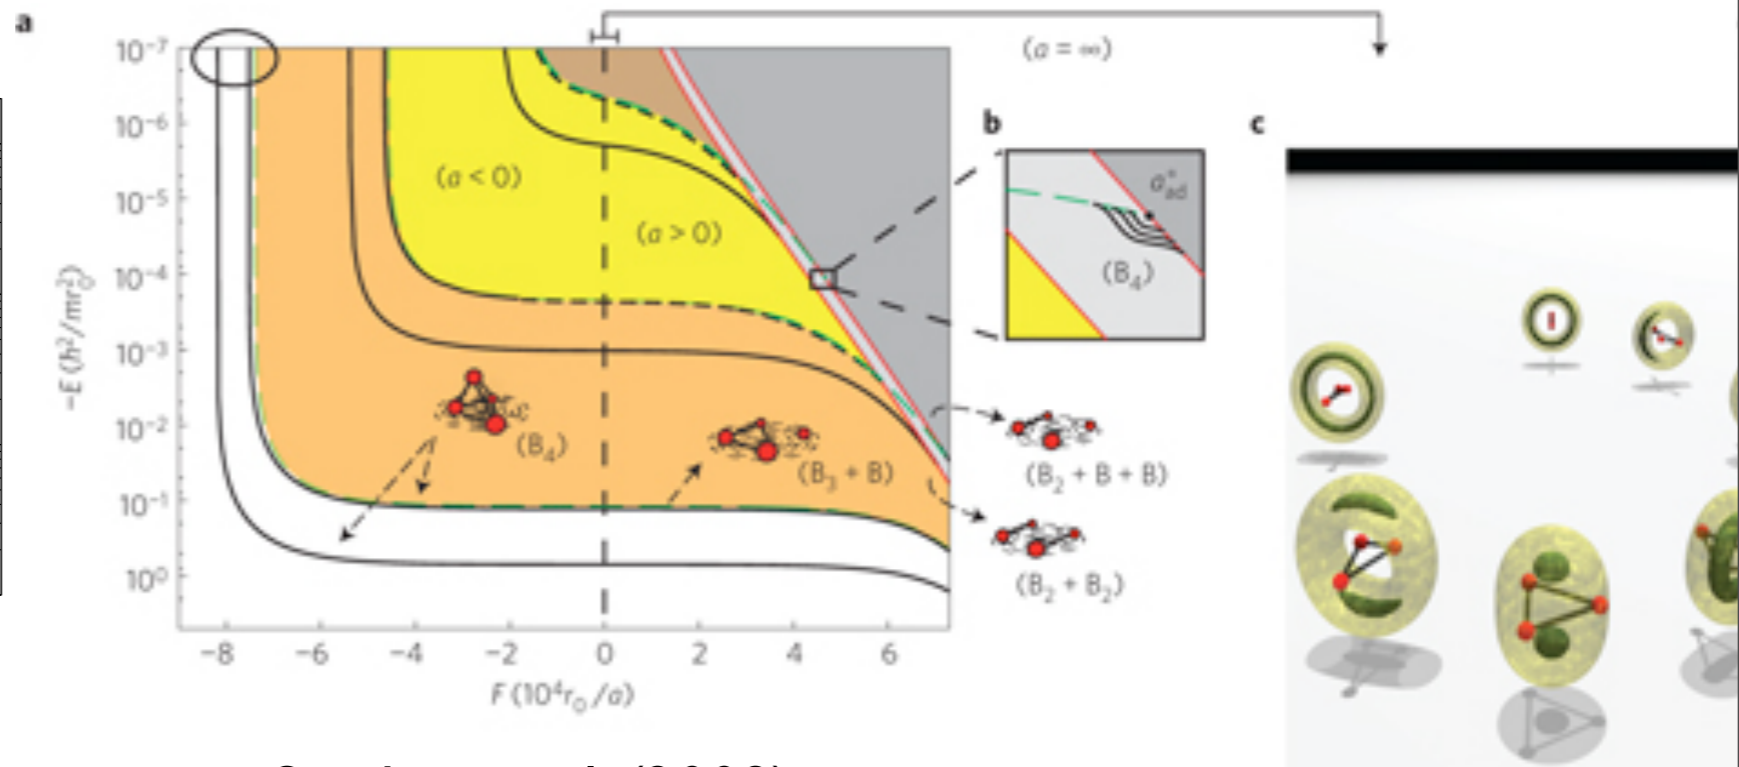 a
(a = ∞)
10⁻⁷
10⁻⁶
10⁻⁵
10⁻⁴
10⁻³
10⁻²
10⁻¹
10⁰
−E (ħ²/mr₀²)
(a < 0)
(a > 0)
(B₄)
(B₃ + B)
−8 −6 −4 −2 0 2 4 6
F (10⁴r₀/a)
b
a*ad
(B₄)
(B₂ + B + B)
(B₂ + B₂)
c